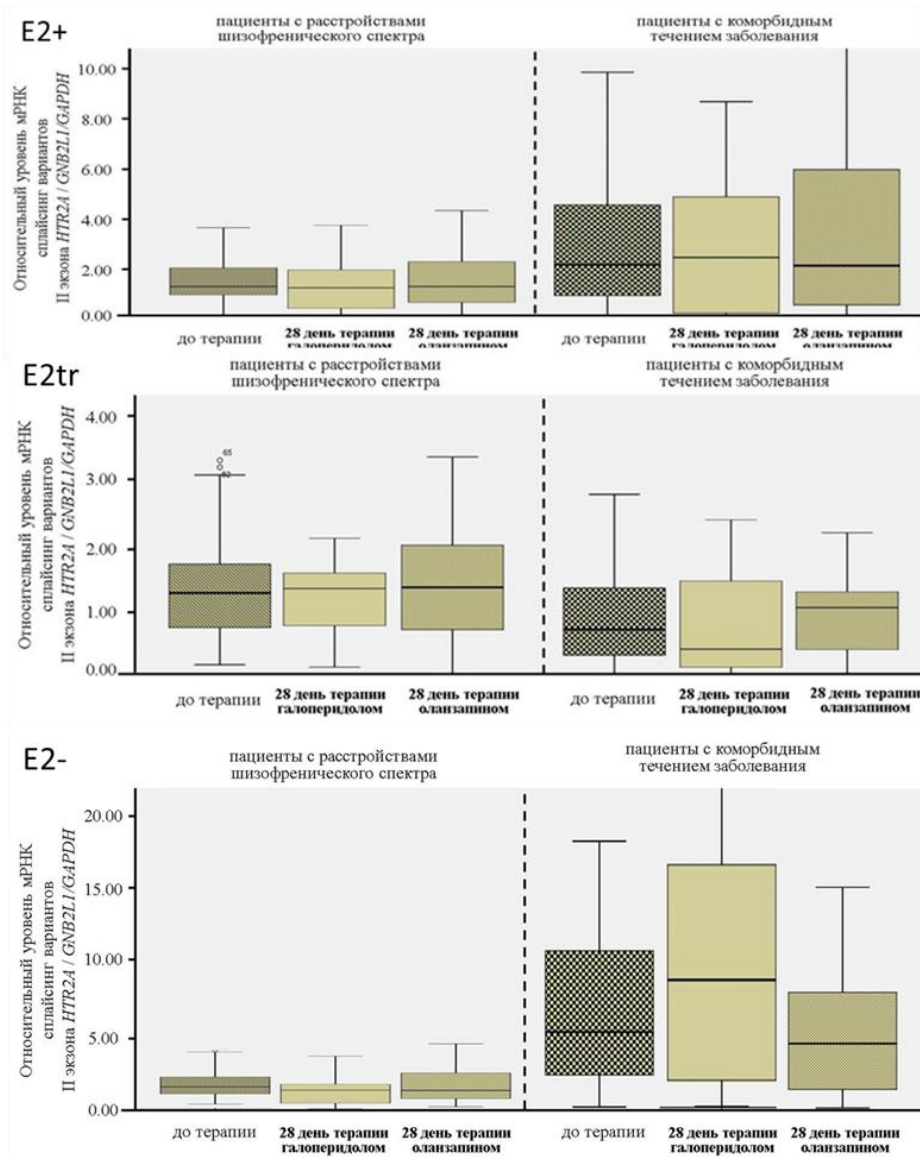 E2+
пациенты с расстройствами
шизофренического спектра
пациенты с коморбидным
течением заболевания
Относительный уровень мРНК
сплайсинг вариантов
II экзона HTR2A / GNB2L1/GAPDH
10.00
8.00
6.00
4.00
2.00
0.00
до терапии
28 день терапии
галоперидолом
28 день терапии
оланзапином
до терапии
28 день терапии
галоперидолом
28 день терапии
оланзапином
E2tr
пациенты с расстройствами
шизофренического спектра
пациенты с коморбидным
течением заболевания
Относительный уровень мРНК
сплайсинг вариантов
II экзона HTR2A / GNB2L1/GAPDH
4.00
3.00
2.00
1.00
0.00
65
до терапии
28 день терапии
галоперидолом
28 день терапии
оланзапином
до терапии
28 день терапии
галоперидолом
28 день терапии
оланзапином
E2-
пациенты с расстройствами
шизофренического спектра
пациенты с коморбидным
течением заболевания
Относительный уровень мРНК
сплайсинг вариантов
II экзона HTR2A / GNB2L1/GAPDH
20.00
15.00
10.00
5.00
0.00
до терапии
28 день терапии
галоперидолом
28 день терапии
оланзапином
до терапии
28 день терапии
галоперидолом
28 день терапии
оланзапином